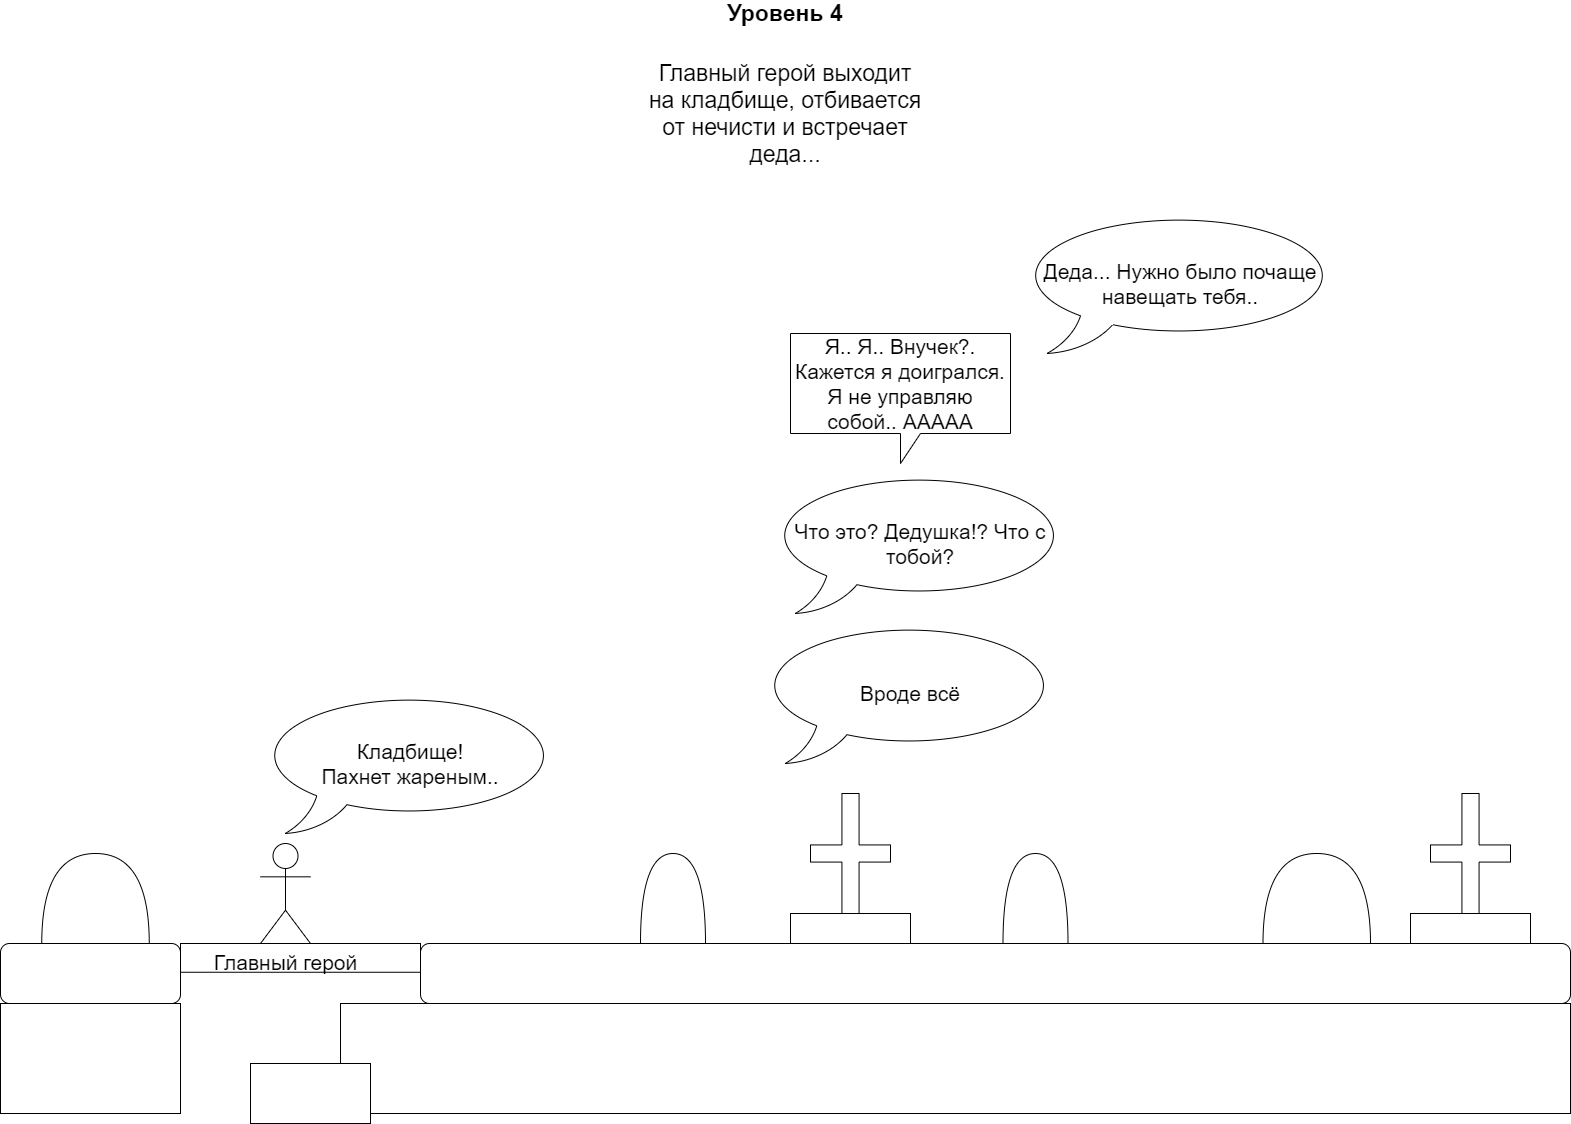 Уровень 4
Главный герой выходит
на кладбище, отбивается
от нечисти и встречает
деда...
Деда... Нужно было почаще
навещать тебя..
Я.. Я.. Внучек?.
Кажется я доигрался.
Я не управляю
собой.. ААААА
Что это? Дедушка!? Что с
тобой?
Вроде всё
Кладбище!
Пахнет жареным..
Главный герой